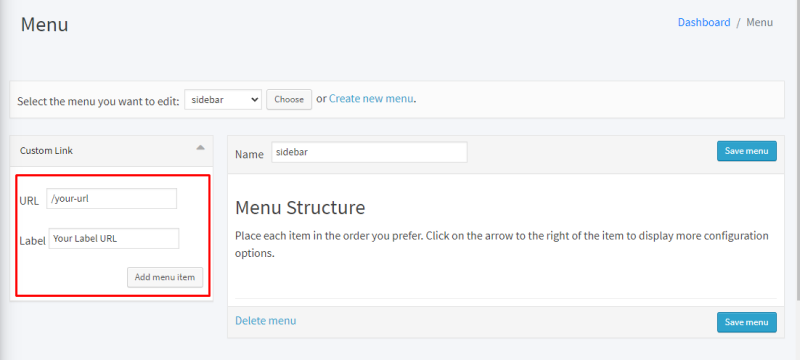 Menu
Dashboard / Menu
Select the menu you want to edit: sidebar Choose or Create new menu.
Custom Link
URL /your-url
Label Your Label URL
Add menu item
Name sidebar Save menu
Menu Structure
Place each item in the order you prefer. Click on the arrow to the right of the item to display more configuration
options.
Delete menu Save menu